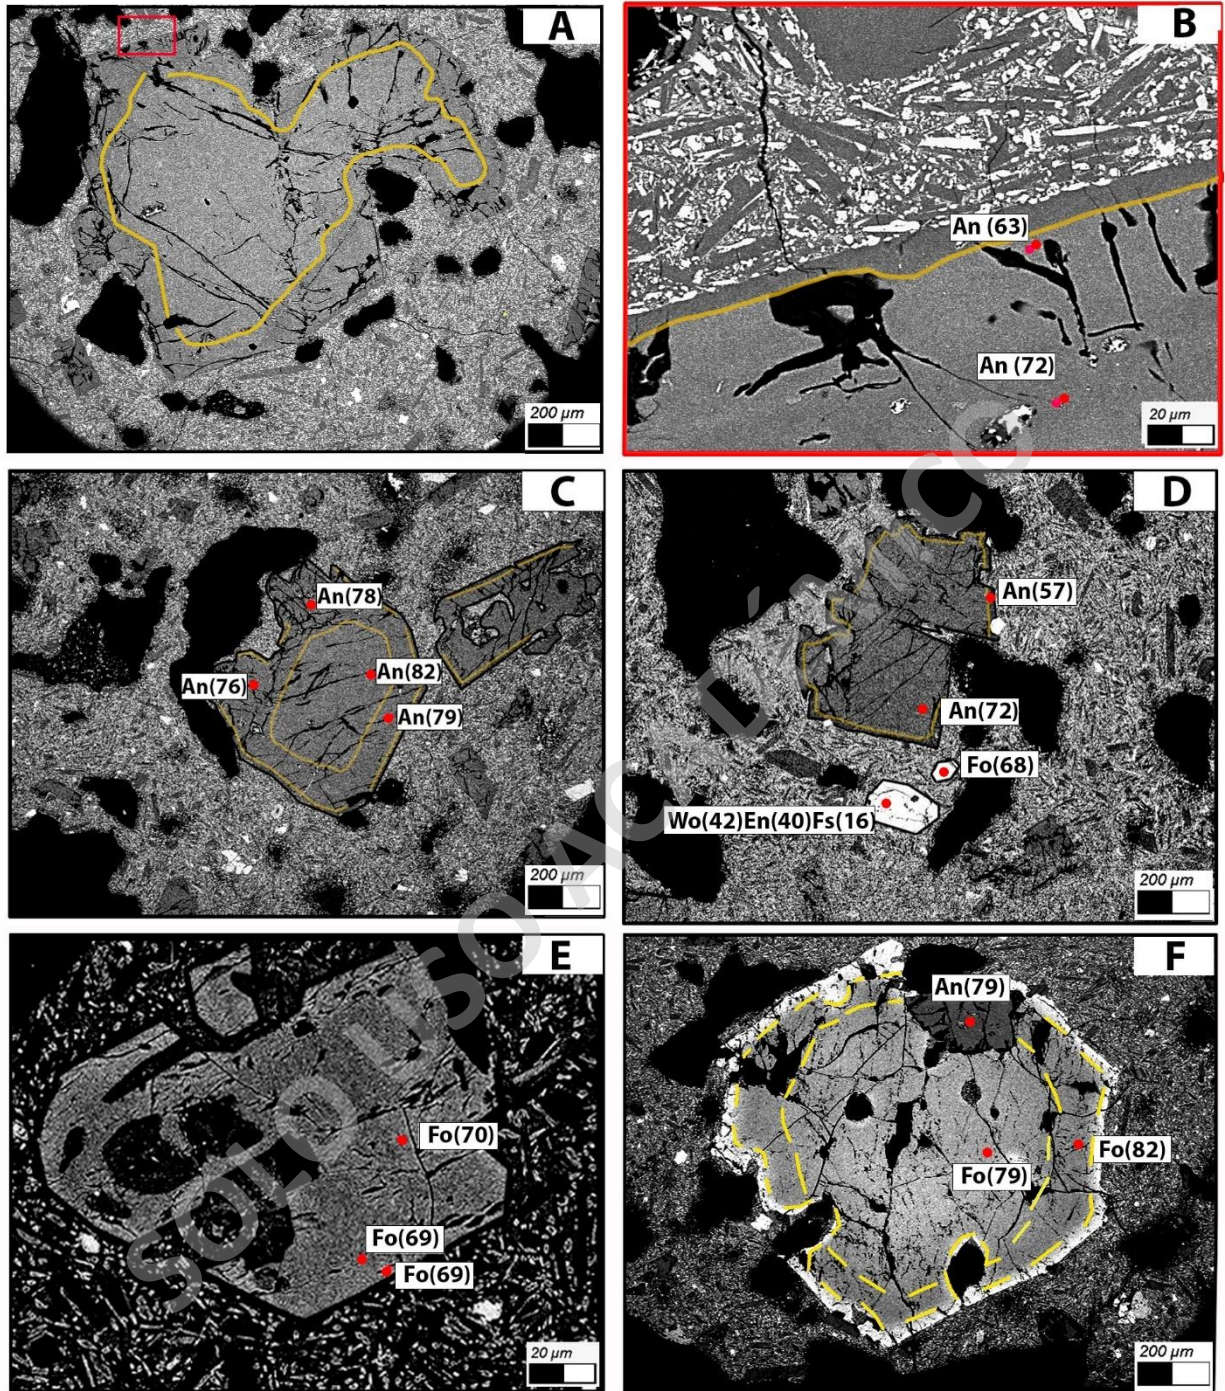 A
200 µm
B
An (63)
An (72)
20 µm
C
An(78)
An(82)
An(76)
An(79)
200 µm
D
An(57)
An(72)
Fo(68)
Wo(42)En(40)Fs(16)
200 µm
E
Fo(70)
Fo(69)
Fo(69)
20 µm
F
An(79)
Fo(82)
Fo(79)
200 µm